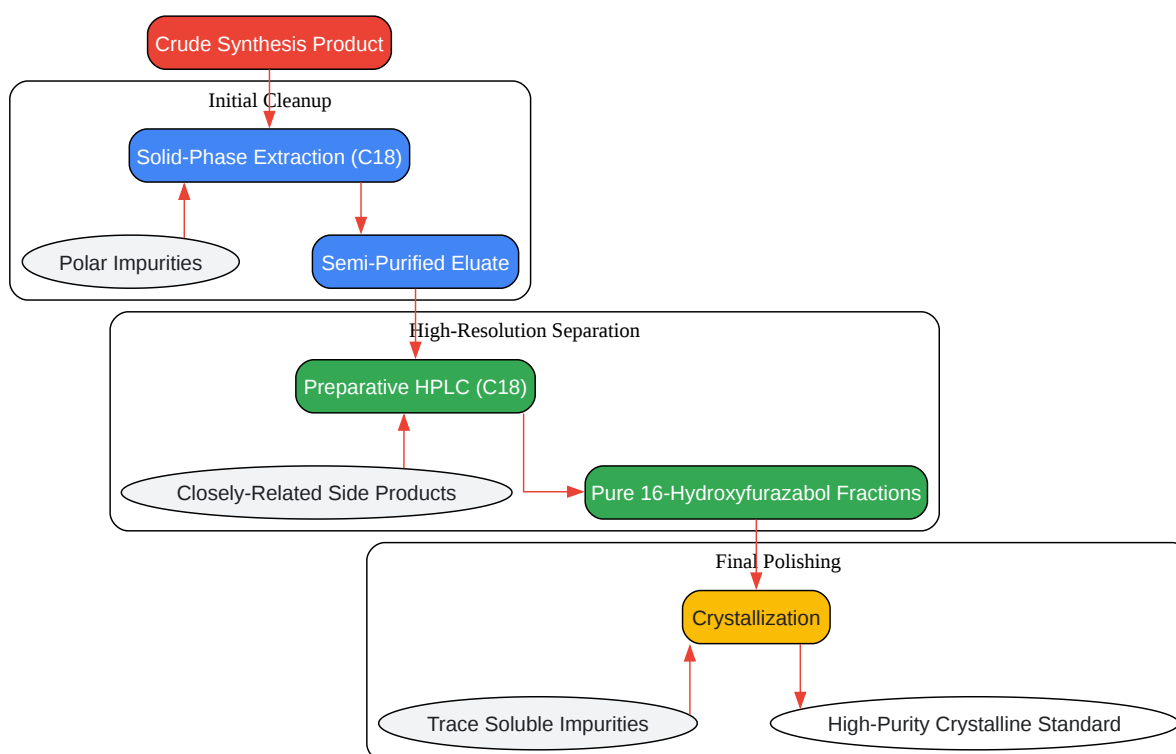 Crude Synthesis Product
Initial Cleanup
Solid-Phase Extraction (C18)
Polar Impurities
Semi-Purified Eluate
High-Resolution Separation
Preparative HPLC (C18)
Closely-Related Side Products
Pure 16-Hydroxyfurazabol Fractions
Final Polishing
Crystallization
Trace Soluble Impurities
High-Purity Crystalline Standard